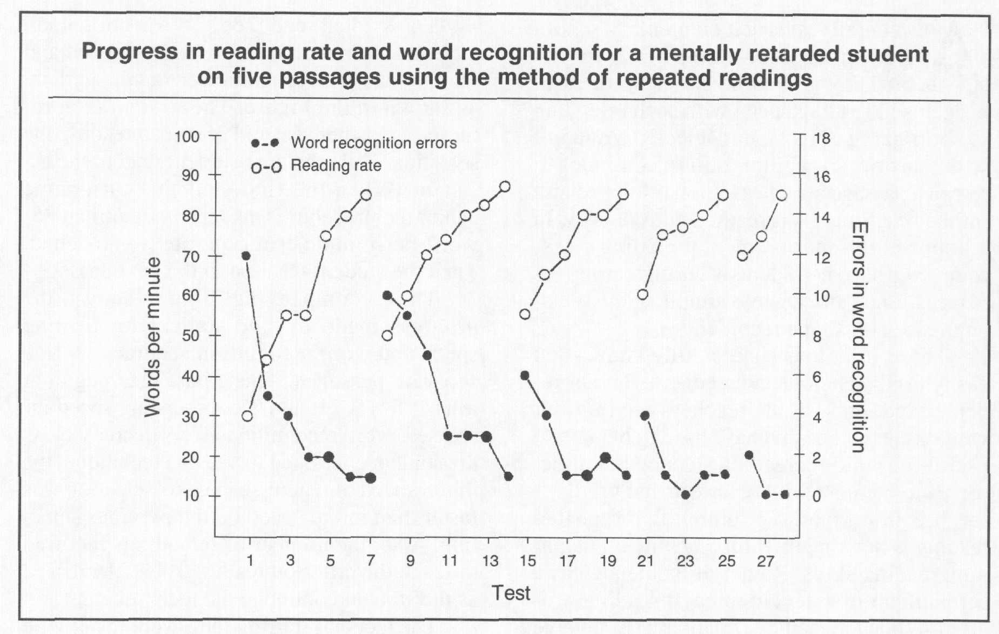 Progress in reading rate and word recognition for a mentally retarded student
on five passages using the method of repeated readings
Word recognition errors
Reading rate
100
90
80
70
60
50
40
30
20
10
Words per minute
18
16
14
12
10
8
6
4
2
0
Errors in word recognition
1 3 5 7 9 11 13 15 17 19 21 23 25 27
Test